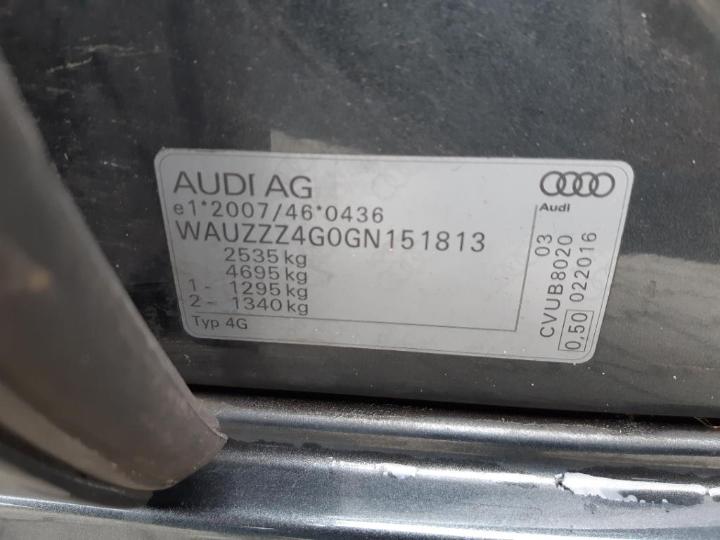 AUDI AG
e1*2007/46*0436
WAUZZZ4G0GN151813
2535 kg
4695 kg
1 - 1295 kg
2 - 1340 kg
Typ 4G
Audi
03
CVUB8020
0,50 022016